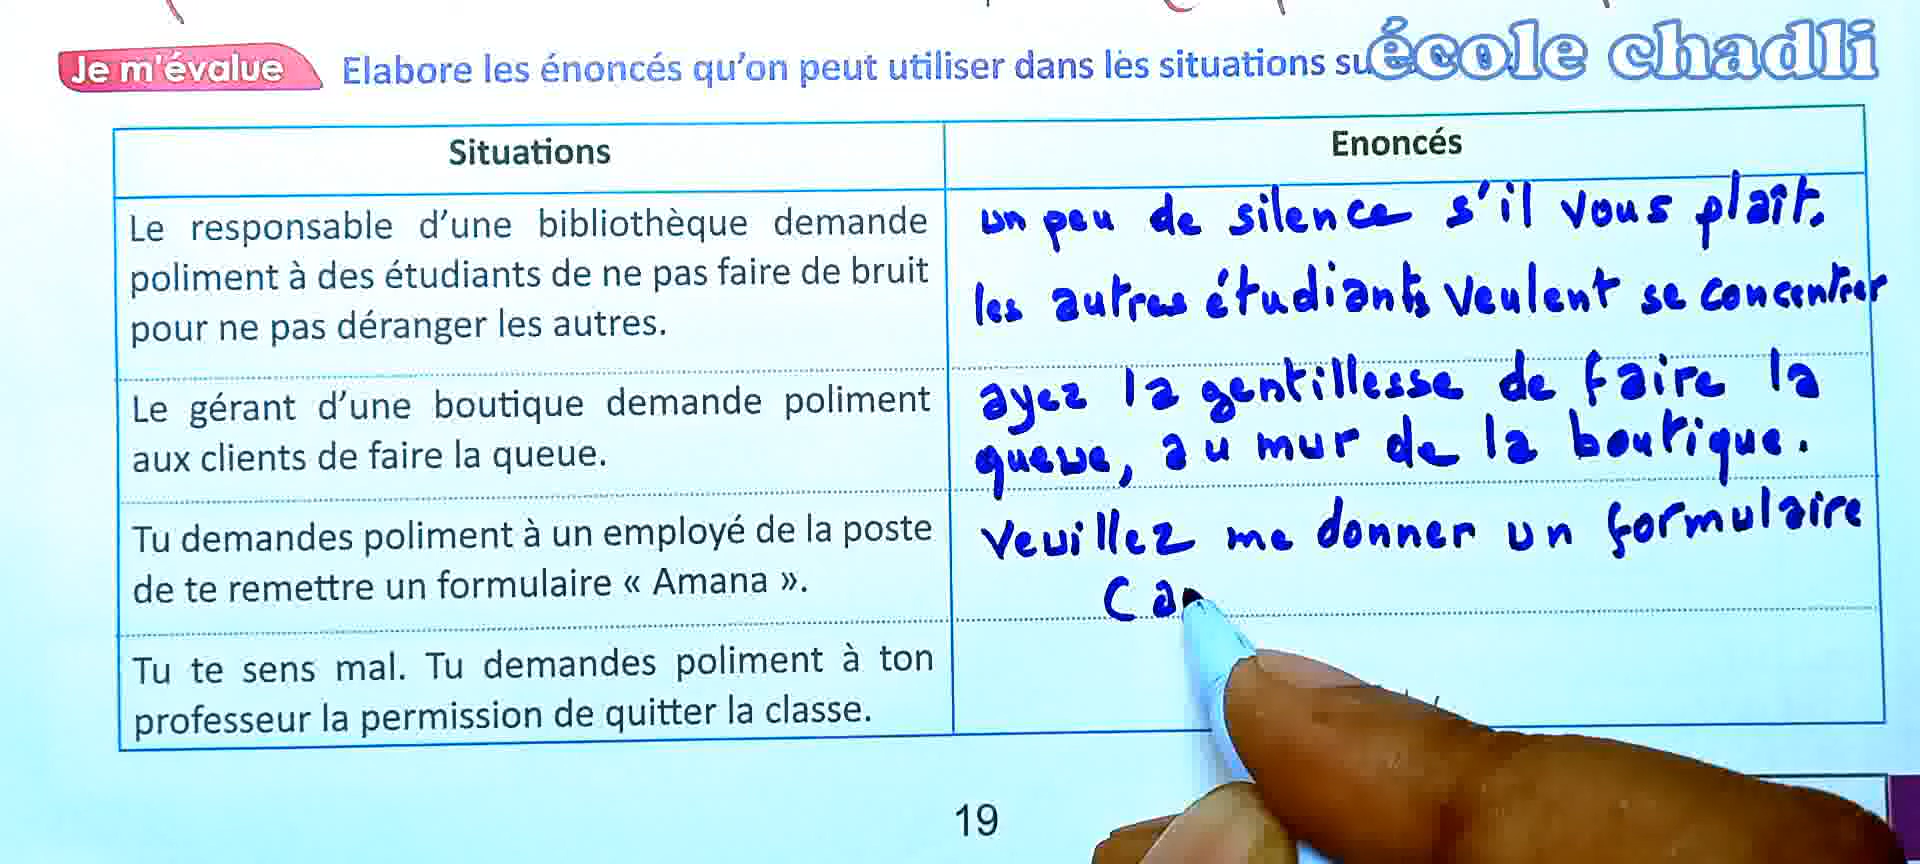 école chadli
Je m'évalue Elabore les énoncés qu'on peut utiliser dans les situations
Situations
Enoncés
Le responsable d'une bibliothèque demande
poliment à des étudiants de ne pas faire de bruit
pour ne pas déranger les autres.
un peu de silence s'il vous plaît.
les autres étudiants veulent se concentrer
Le gérant d'une boutique demande poliment
aux clients de faire la queue.
ayez la gentillesse de faire la
queue, au mur de la boutique.
Tu demandes poliment à un employé de la poste
de te remettre un formulaire « Amana ».
Veuillez me donner un formulaire
Ca
Tu te sens mal. Tu demandes poliment à ton
professeur la permission de quitter la classe.
19